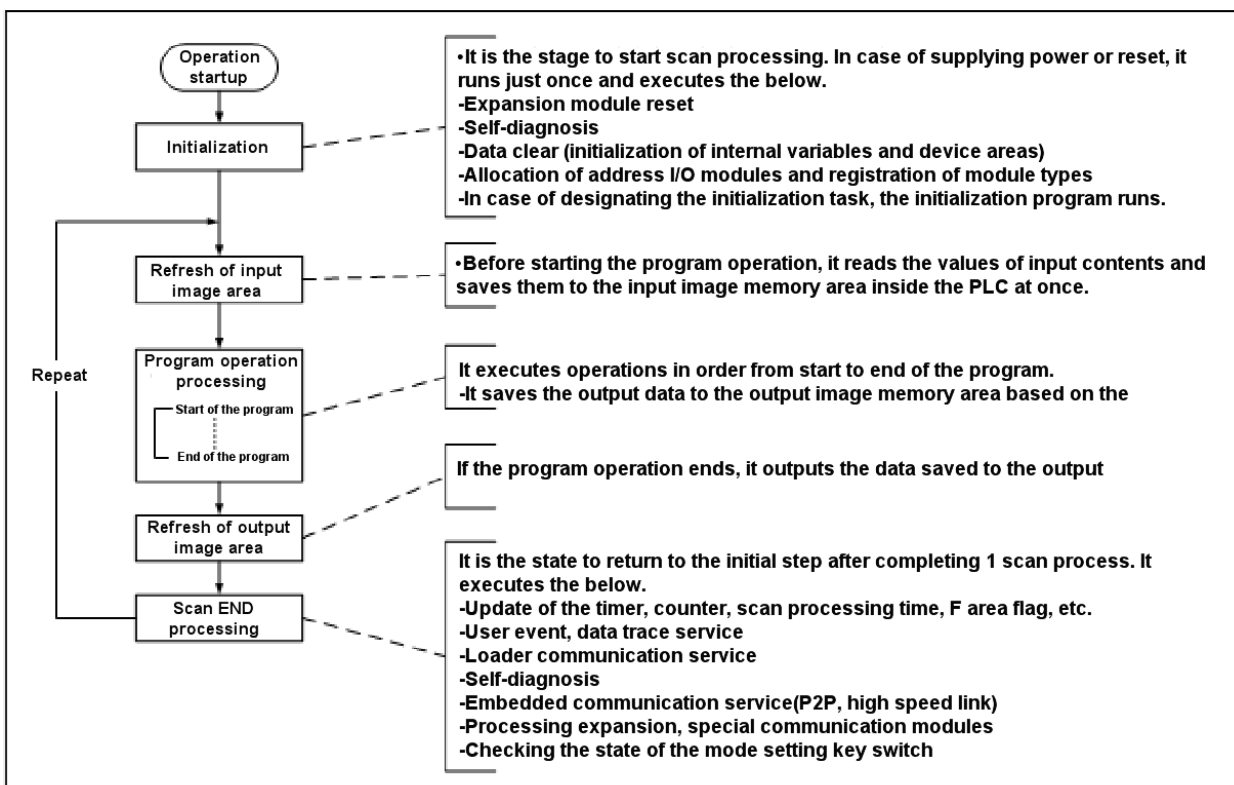 Operation
startup
•It is the stage to start scan processing. In case of supplying power or reset, it
runs just once and executes the below.
-Expansion module reset
-Self-diagnosis
-Data clear (initialization of internal variables and device areas)
-Allocation of address I/O modules and registration of module types
-In case of designating the initialization task, the initialization program runs.
Initialization
Refresh of input
image area
•Before starting the program operation, it reads the values of input contents and
saves them to the input image memory area inside the PLC at once.
Repeat
Program operation
processing
Start of the program
End of the program
It executes operations in order from start to end of the program.
-It saves the output data to the output image memory area based on the
If the program operation ends, it outputs the data saved to the output
Refresh of output
image area
Scan END
processing
It is the state to return to the initial step after completing 1 scan process. It
executes the below.
-Update of the timer, counter, scan processing time, F area flag, etc.
-User event, data trace service
-Loader communication service
-Self-diagnosis
-Embedded communication service(P2P, high speed link)
-Processing expansion, special communication modules
-Checking the state of the mode setting key switch